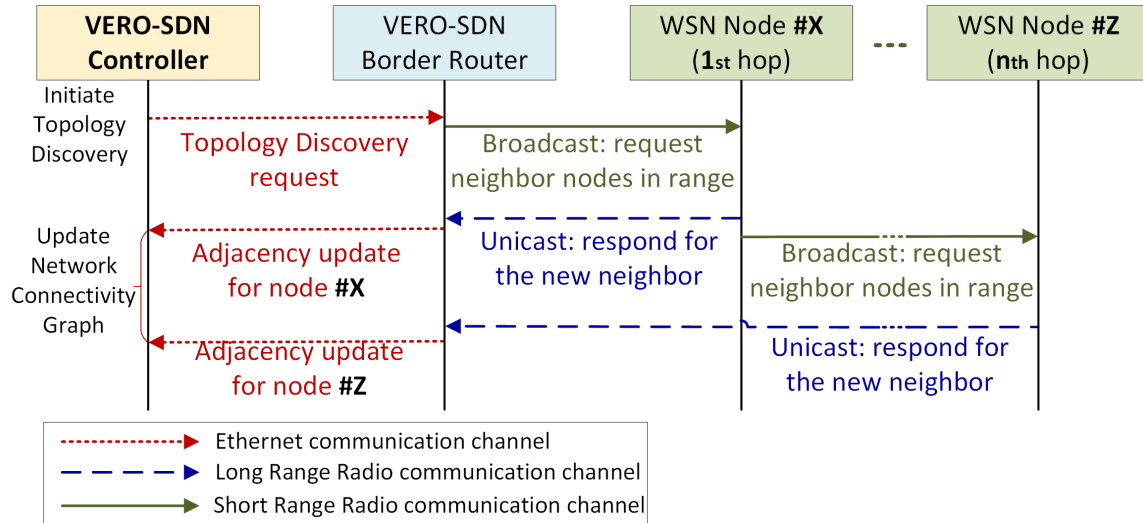 VERO-SDN
Controller
VERO-SDN
Border Router
WSN Node #X
(1st hop)
WSN Node #Z
(nth hop)
Initiate
Topology
Discovery
Topology Discovery
request
Broadcast: request
neighbor nodes in range
Update
Network
Connectivity
Graph
Adjacency update
for node #X
Unicast: respond for
the new neighbor
Broadcast: request
neighbor nodes in range
Adjacency update
for node #Z
Unicast: respond for
the new neighbor
Ethernet communication channel
Long Range Radio communication channel
Short Range Radio communication channel